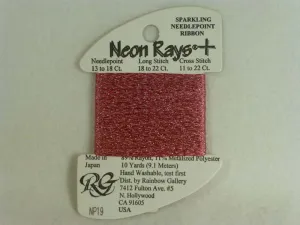 SPARKLING
NEEDLEPOINT
RIBBON
Neon Rays+
Needlepoint Long Stitch Cross Stitch
13 to 18 Ct. 18 to 22 Ct. 11 to 22 Ct.
Made in 89% Rayon, 11% Metalized Polyester
Japan 10 Yards (9.1 Meters)
Hand Washable, test first
RG Dist. by Rainbow Gallery
7412 Fulton Ave. #5
N. Hollywood
NP19 CA 91605
USA